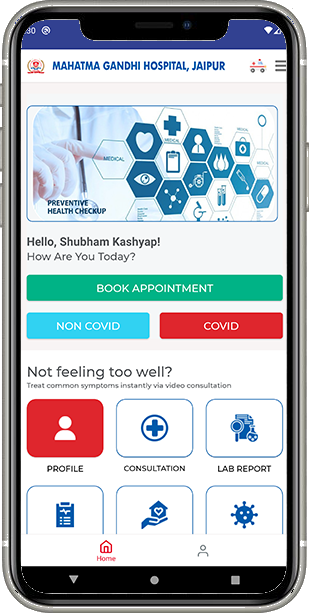 30
MAHATMA GANDHI HOSPITAL, JAIPUR
MEDICAL
MEDICAL
PREVENTIVE
HEALTH CHECKUP
Hello, Shubham Kashyap!
How Are You Today?
BOOK APPOINTMENT
NON COVID
COVID
Not feeling too well?
Treat common symptoms instantly via video consultation
PROFILE
CONSULTATION
LAB REPORT
Home